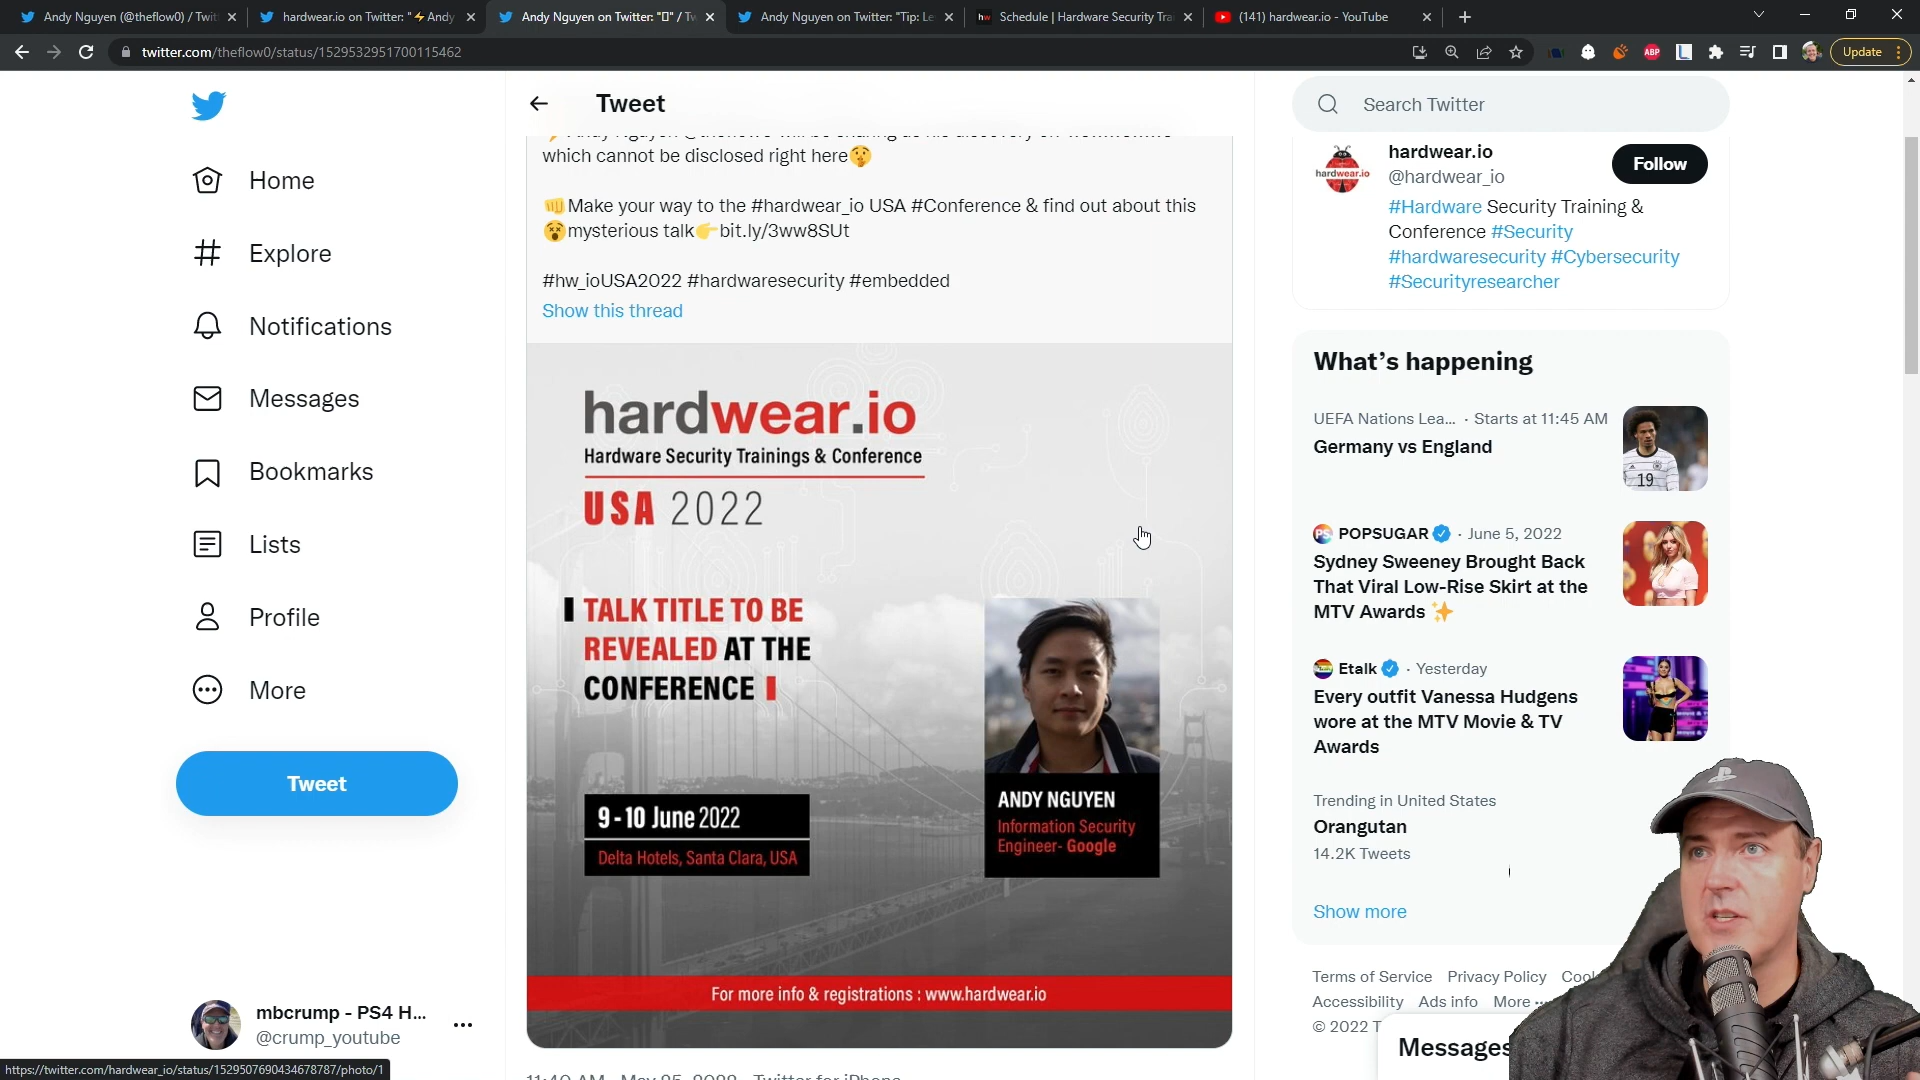 Andy Nguyen (@theflow0) / Twit
hardwear.io on Twitter: "⚡Andy
Andy Nguyen on Twitter: "▯" / Tw
Andy Nguyen on Twitter: "Tip: Le
Schedule | Hardware Security Trai
(141) hardwear.io - YouTube
twitter.com/theflow0/status/1529532951700115462
ABP
Update
Tweet
Search Twitter
Home
Explore
Notifications
Messages
Bookmarks
Lists
Profile
More
Tweet
mbcrump - PS4 H...
@crump_youtube
https://twitter.com/hardwear_io/status/1529507690434678787/photo/1
which cannot be disclosed right here🤫
👊Make your way to the #hardwear_io USA #Conference & find out about this
😵mysterious talk👉bit.ly/3ww8SUt
#hw_ioUSA2022 #hardwaresecurity #embedded
Show this thread
hardwear.io
Hardware Security Trainings & Conference
USA 2022
TALK TITLE TO BE
REVEALED AT THE
CONFERENCE
9 - 10 June 2022
Delta Hotels, Santa Clara, USA
ANDY NGUYEN
Information Security
Engineer- Google
For more info & registrations : www.hardwear.io
hardwear.io
hardwear.io
@hardwear_io
Follow
#Hardware Security Training &
Conference #Security
#hardwaresecurity #Cybersecurity
#Securityresearcher
What's happening
UEFA Nations Lea... · Starts at 11:45 AM
Germany vs England
19
POPSUGAR · June 5, 2022
Sydney Sweeney Brought Back
That Viral Low-Rise Skirt at the
MTV Awards ✨
Etalk · Yesterday
Every outfit Vanessa Hudgens
wore at the MTV Movie & TV
Awards
Trending in United States
Orangutan
14.2K Tweets
Show more
Terms of Service Privacy Policy
Accessibility Ads info More ...
© 2022
Messages